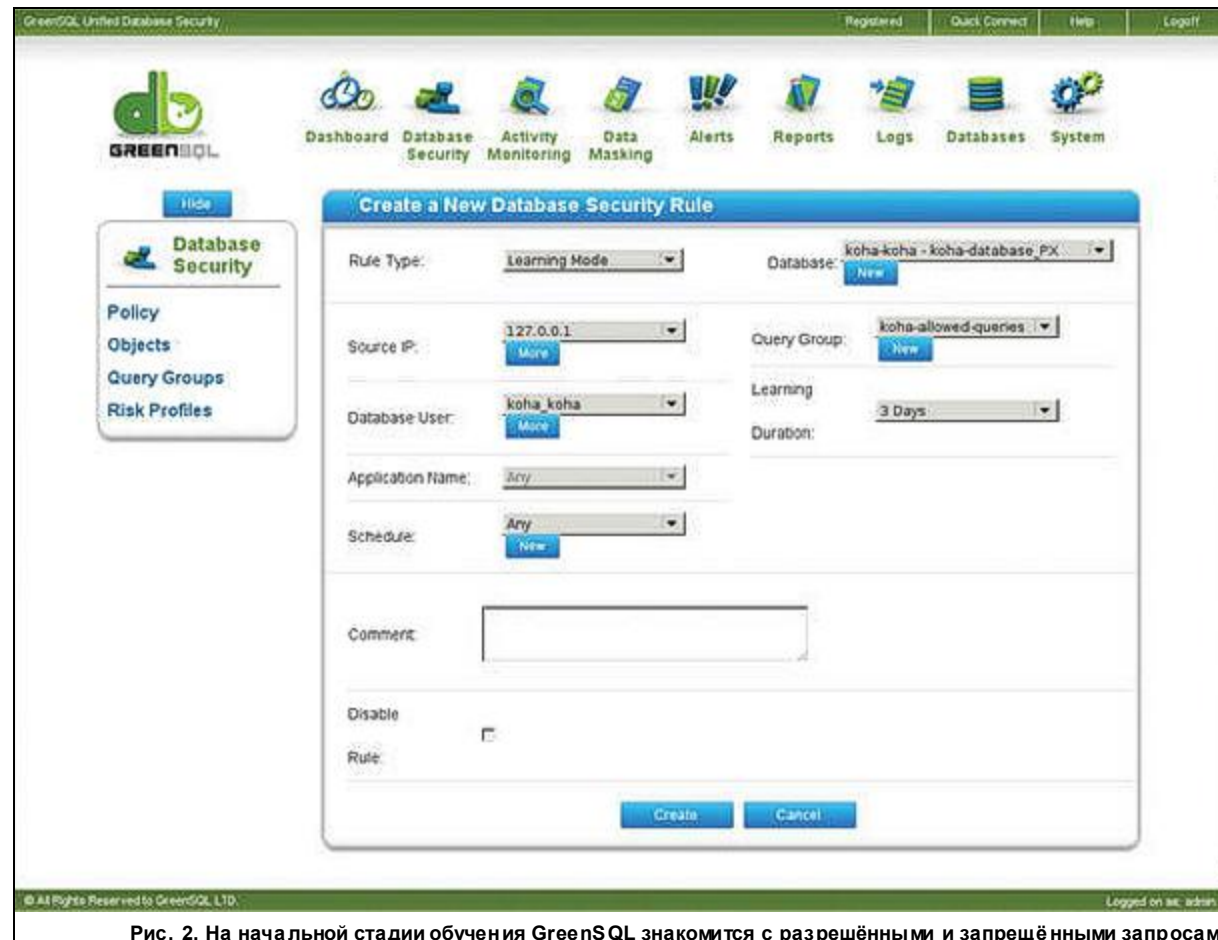 GreenSQL Unified Database Security
Registered Quick Connect Help Logoff
GREENSQL
Dashboard Database Security Activity Monitoring Data Masking Alerts Reports Logs Databases System
Hide
Database Security
Policy
Objects
Query Groups
Risk Profiles
Create a New Database Security Rule
Rule Type: Learning Mode Database: koha-koha - koha-database_PX New
Source IP: 127.0.0.1 More Query Group: koha-allowed-queries New
Database User: koha_koha More Learning Duration: 3 Days
Application Name: Any
Schedule: Any New
Comment:
Disable Rule:
Create Cancel
© All Rights Reserved to GreenSQL LTD. Logged on as: admin
Рис. 2. На начальной стадии обучения GreenSQL знакомится с разрешёнными и запрещёнными запросам